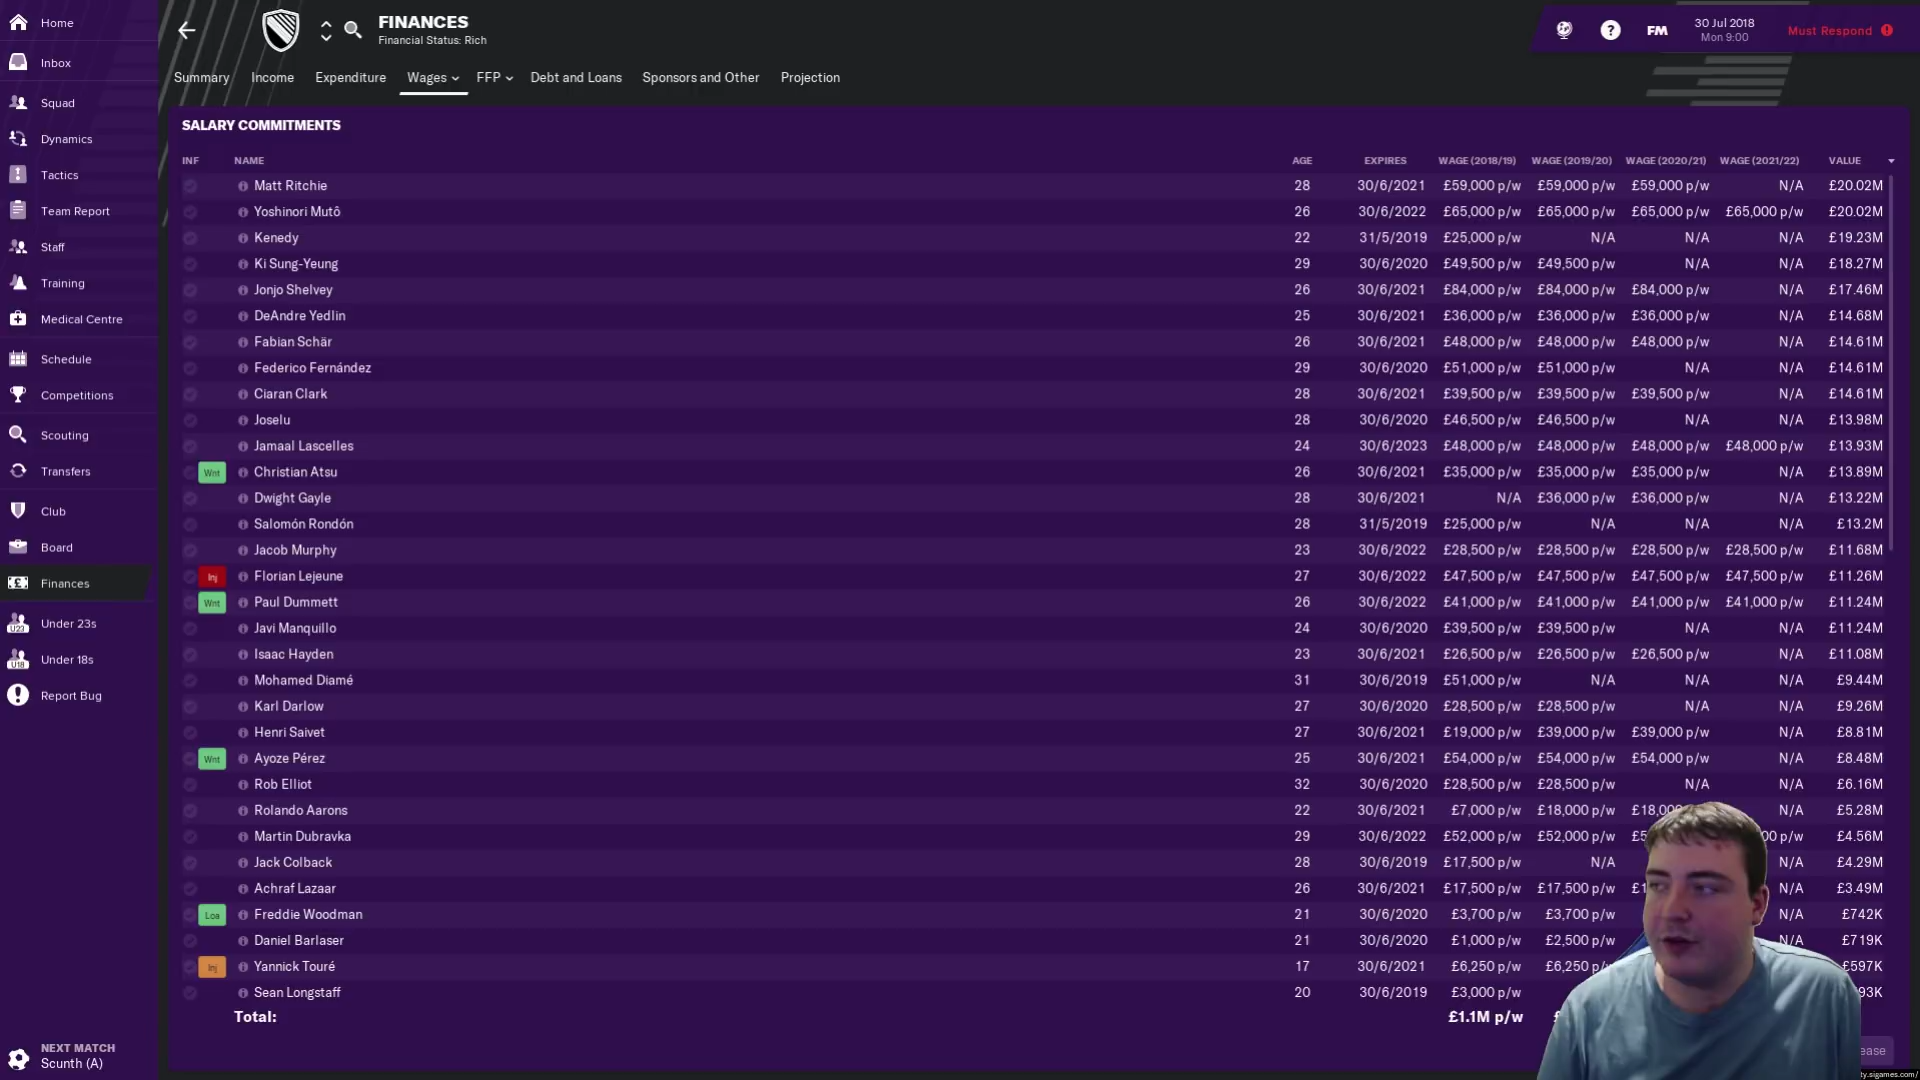 Home
Inbox
Squad
Dynamics
Tactics
Team Report
Staff
Training
Medical Centre
Schedule
Competitions
Scouting
Transfers
Club
Board
Finances
Under 23s
Under 18s
Report Bug
NEXT MATCH
Scunth (A)
FINANCES
Financial Status: Rich
FM
30 Jul 2018
Mon 9:00
Must Respond
Summary Income Expenditure Wages FFP Debt and Loans Sponsors and Other Projection
SALARY COMMITMENTS
INF NAME AGE EXPIRES WAGE (2018/19) WAGE (2019/20) WAGE (2020/21) WAGE (2021/22) VALUE
Matt Ritchie 28 30/6/2021 £59,000 p/w £59,000 p/w £59,000 p/w N/A £20.02M
Yoshinori Mutô 26 30/6/2022 £65,000 p/w £65,000 p/w £65,000 p/w £65,000 p/w £20.02M
Kenedy 22 31/5/2019 £25,000 p/w N/A N/A N/A £19.23M
Ki Sung-Yeung 29 30/6/2020 £49,500 p/w £49,500 p/w N/A N/A £18.27M
Jonjo Shelvey 26 30/6/2021 £84,000 p/w £84,000 p/w £84,000 p/w N/A £17.46M
DeAndre Yedlin 25 30/6/2021 £36,000 p/w £36,000 p/w £36,000 p/w N/A £14.68M
Fabian Schär 26 30/6/2021 £48,000 p/w £48,000 p/w £48,000 p/w N/A £14.61M
Federico Fernández 29 30/6/2020 £51,000 p/w £51,000 p/w N/A N/A £14.61M
Ciaran Clark 28 30/6/2021 £39,500 p/w £39,500 p/w £39,500 p/w N/A £14.61M
Joselu 28 30/6/2020 £46,500 p/w £46,500 p/w N/A N/A £13.98M
Jamaal Lascelles 24 30/6/2023 £48,000 p/w £48,000 p/w £48,000 p/w £48,000 p/w £13.93M
Wnt Christian Atsu 26 30/6/2021 £35,000 p/w £35,000 p/w £35,000 p/w N/A £13.89M
Dwight Gayle 28 30/6/2021 N/A £36,000 p/w £36,000 p/w N/A £13.22M
Salomón Rondón 28 31/5/2019 £25,000 p/w N/A N/A N/A £13.2M
Jacob Murphy 23 30/6/2022 £28,500 p/w £28,500 p/w £28,500 p/w £28,500 p/w £11.68M
Inj Florian Lejeune 27 30/6/2022 £47,500 p/w £47,500 p/w £47,500 p/w £47,500 p/w £11.26M
Wnt Paul Dummett 26 30/6/2022 £41,000 p/w £41,000 p/w £41,000 p/w £41,000 p/w £11.24M
Javi Manquillo 24 30/6/2020 £39,500 p/w £39,500 p/w N/A N/A £11.24M
Isaac Hayden 23 30/6/2021 £26,500 p/w £26,500 p/w £26,500 p/w N/A £11.08M
Mohamed Diamé 31 30/6/2019 £51,000 p/w N/A N/A N/A £9.44M
Karl Darlow 27 30/6/2020 £28,500 p/w £28,500 p/w N/A N/A £9.26M
Henri Saivet 27 30/6/2021 £19,000 p/w £39,000 p/w £39,000 p/w N/A £8.81M
Wnt Ayoze Pérez 25 30/6/2021 £54,000 p/w £54,000 p/w £54,000 p/w N/A £8.48M
Rob Elliot 32 30/6/2020 £28,500 p/w £28,500 p/w N/A N/A £6.16M
Rolando Aarons 22 30/6/2021 £7,000 p/w £18,000 p/w N/A £5.28M
Martin Dubravka 29 30/6/2022 £52,000 p/w £52,000 p/w p/w £4.56M
Jack Colback 28 30/6/2019 £17,500 p/w N/A N/A £4.29M
Achraf Lazaar 26 30/6/2021 £17,500 p/w £17,500 p/w N/A £3.49M
Loa Freddie Woodman 21 30/6/2020 £3,700 p/w £3,700 p/w N/A £742K
Daniel Barlaser 21 30/6/2020 £1,000 p/w £2,500 p/w N/A £719K
Inj Yannick Touré 17 30/6/2021 £6,250 p/w £6,250 £597K
Sean Longstaff 20 30/6/2019 £3,000 p/w
Total: £1.1M p/w